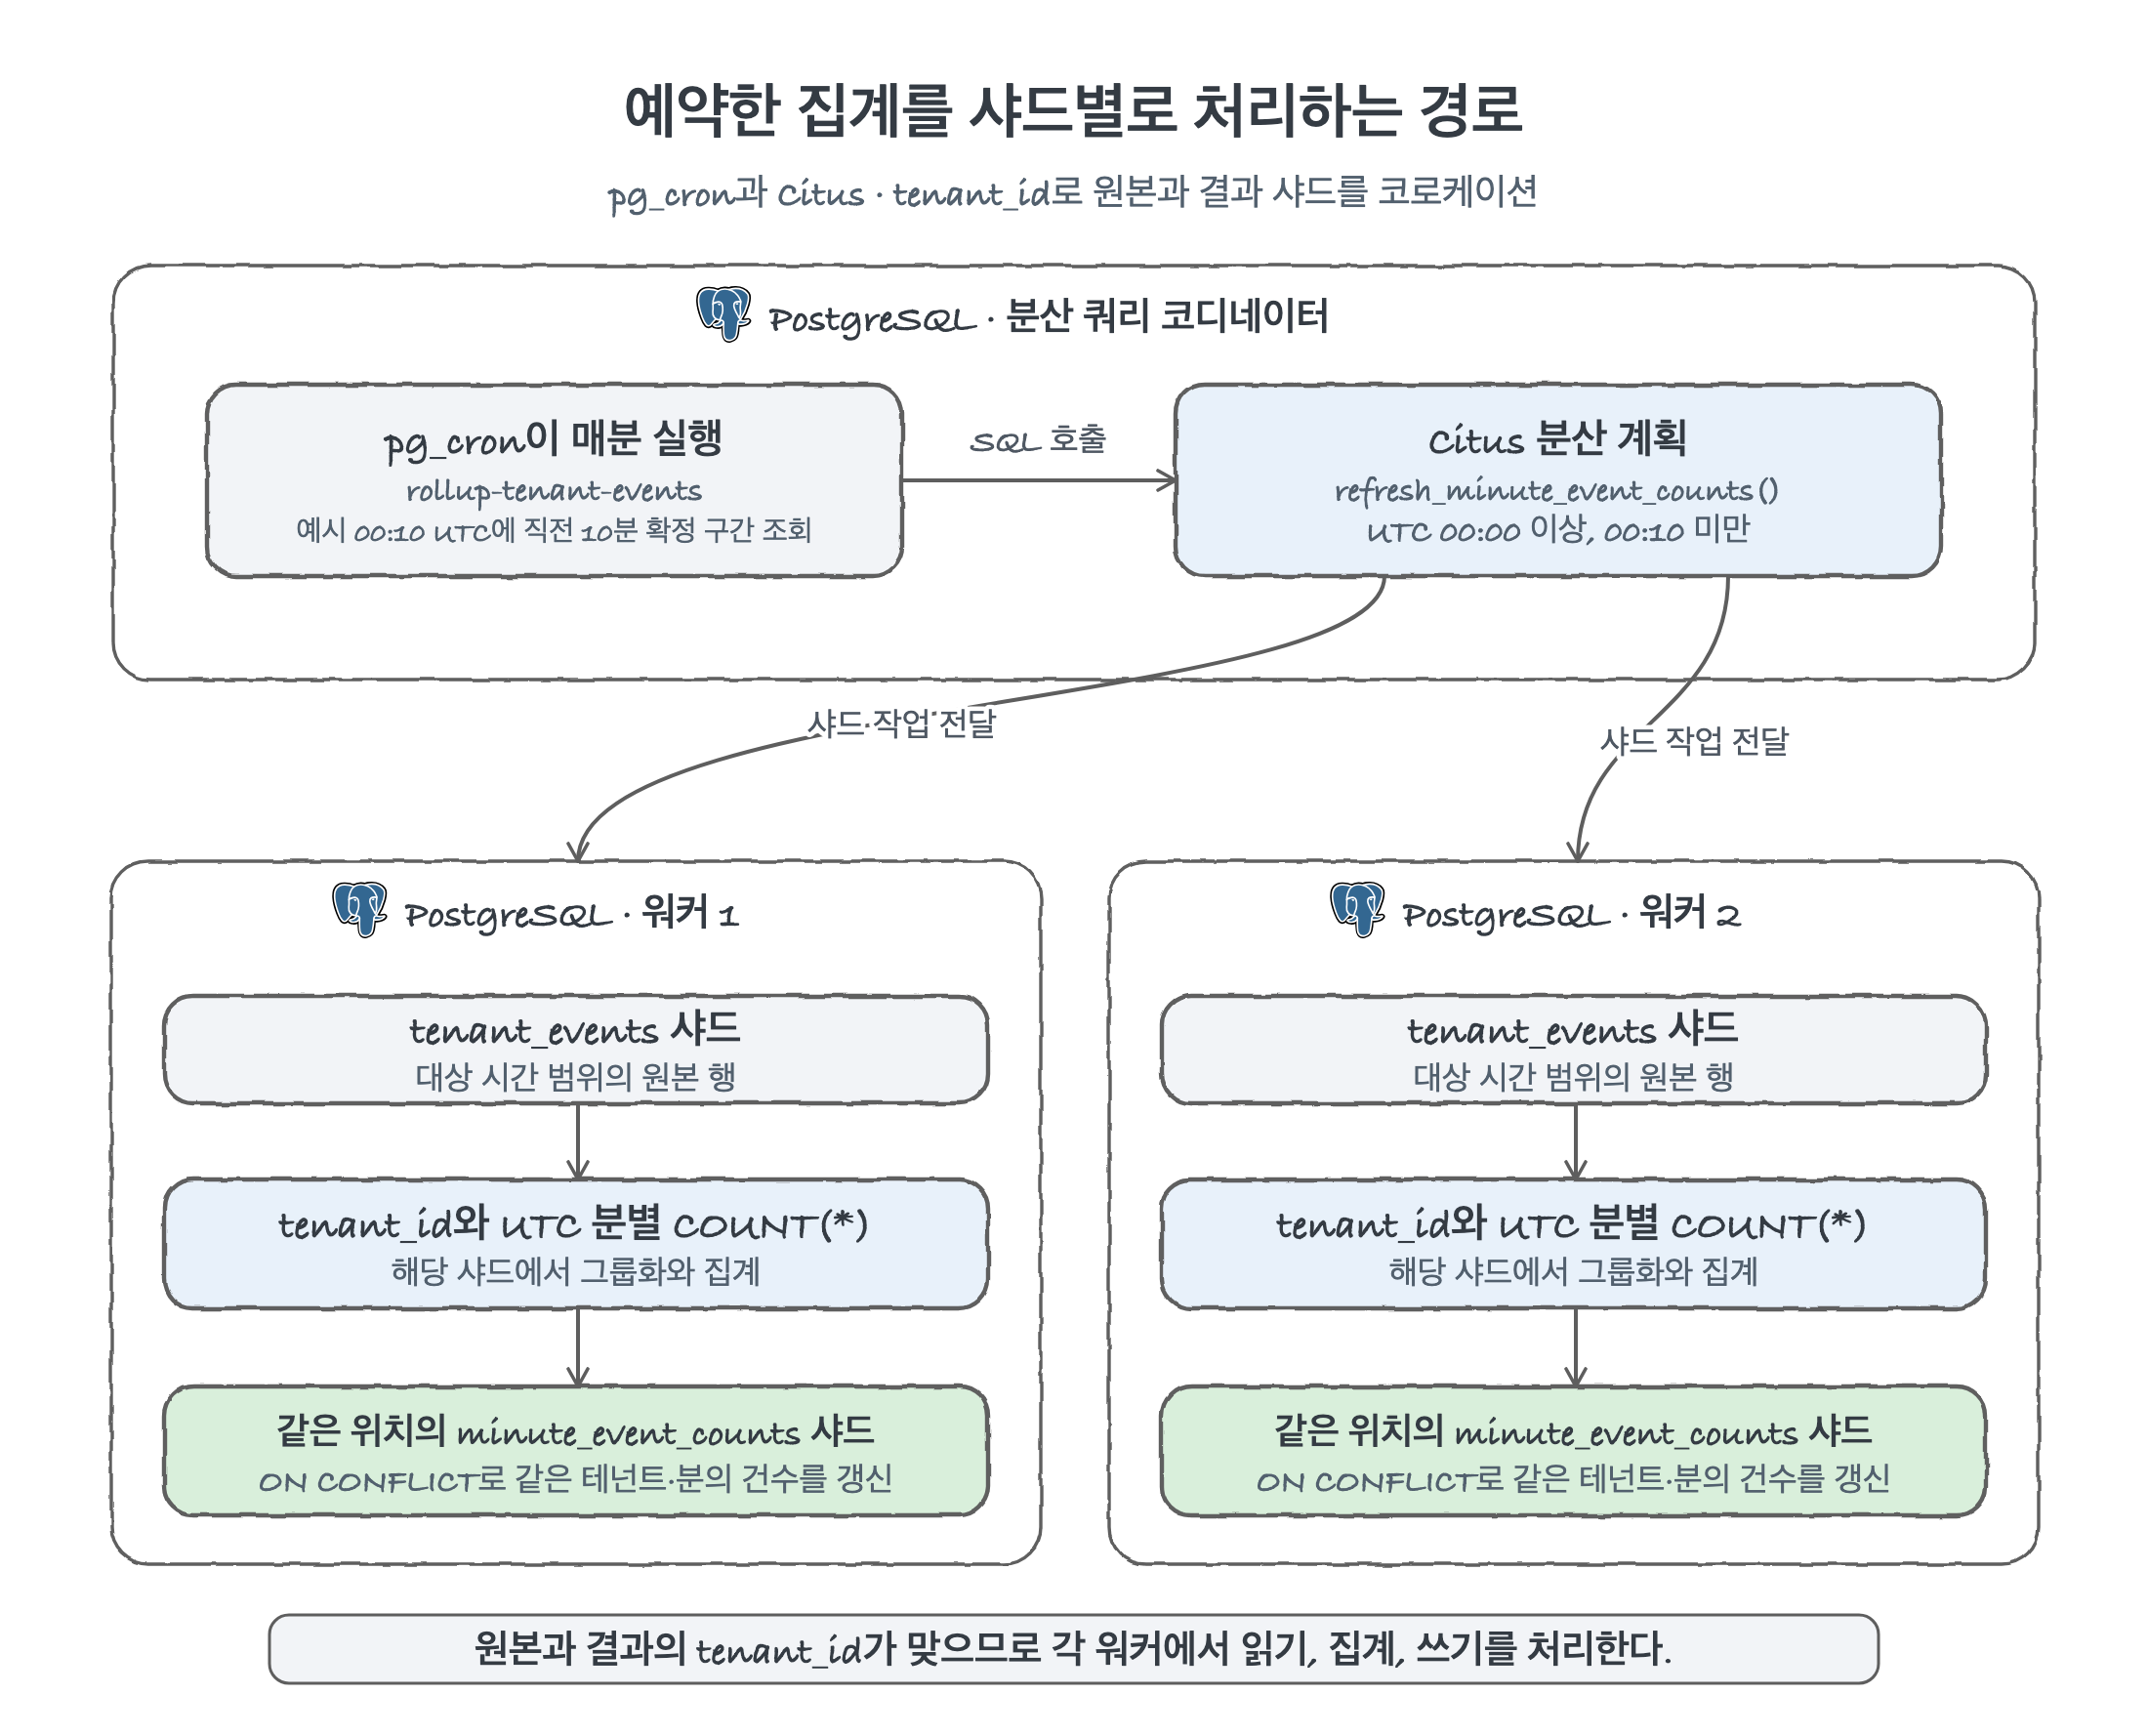 예약한 집계를 샤드별로 처리하는 경로
pg_cron과 Citus · tenant_id로 원본과 결과 샤드를 코로케이션
PostgreSQL · 분산 쿼리 코디네이터
pg_cron이 매분 실행
rollup-tenant-events
예시 00:10 UTC에 직전 10분 확정 구간 조회
SQL 호출
Citus 분산 계획
refresh_minute_event_counts()
UTC 00:00 이상, 00:10 미만
샤드 작업 전달
샤드 작업 전달
PostgreSQL · 워커 1
tenant_events 샤드
대상 시간 범위의 원본 행
tenant_id와 UTC 분별 COUNT(*)
해당 샤드에서 그룹화와 집계
같은 위치의 minute_event_counts 샤드
ON CONFLICT로 같은 테넌트·분의 건수를 갱신
PostgreSQL · 워커 2
tenant_events 샤드
대상 시간 범위의 원본 행
tenant_id와 UTC 분별 COUNT(*)
해당 샤드에서 그룹화와 집계
같은 위치의 minute_event_counts 샤드
ON CONFLICT로 같은 테넌트·분의 건수를 갱신
원본과 결과의 tenant_id가 맞으므로 각 워커에서 읽기, 집계, 쓰기를 처리한다.